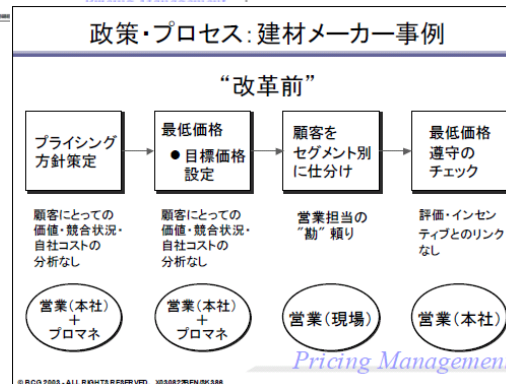 政策・プロセス：建材メーカー事例
“改革前”
プライシング
方針策定
最低価格
●目標価格
設定
顧客を
セグメント別
に仕分け
最低価格
遵守の
チェック
顧客にとっての
価値・競合状況・
自社コストの
分析なし
顧客にとっての
価値・競合状況・
自社コストの
分析なし
営業担当の
”勘” 頼り
評価・インセン
ティブとのリンク
なし
営業（本社）
＋
プロマネ
営業（本社）
＋
プロマネ
営業（現場）
営業（本社）
Pricing Management
© BCG 2003 - ALL RIGHTS RESERVED